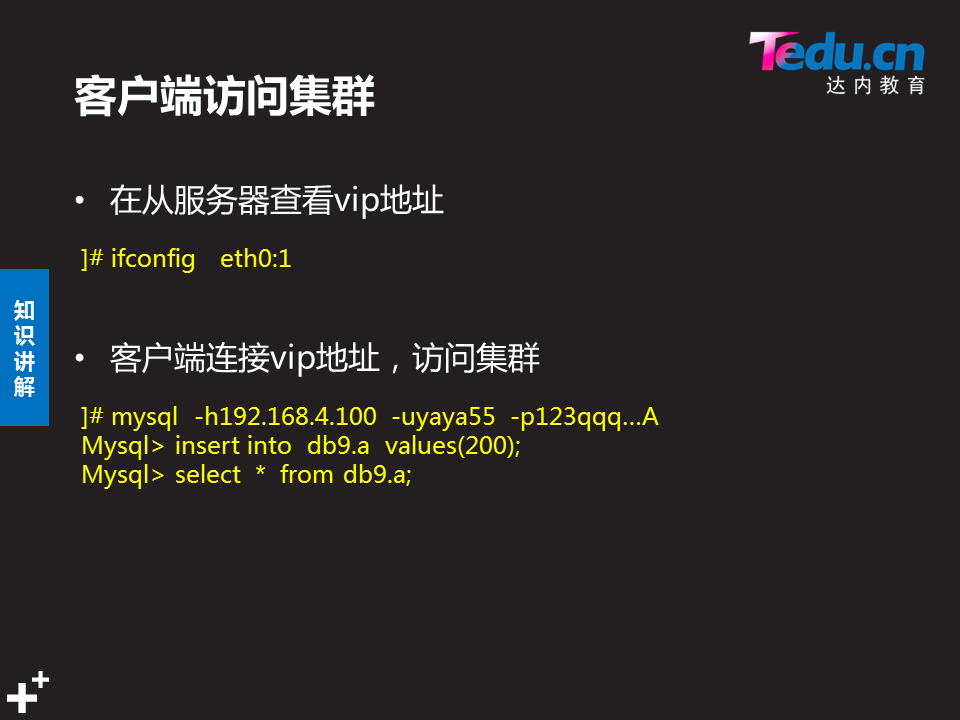 Tedu.cn
达内教育
客户端访问集群
• 在从服务器查看vip地址
]# ifconfig eth0:1
知识讲解
• 客户端连接vip地址，访问集群
]# mysql -h192.168.4.100 -uyaya55 -p123qqq…A
Mysql> insert into db9.a values(200);
Mysql> select * from db9.a;